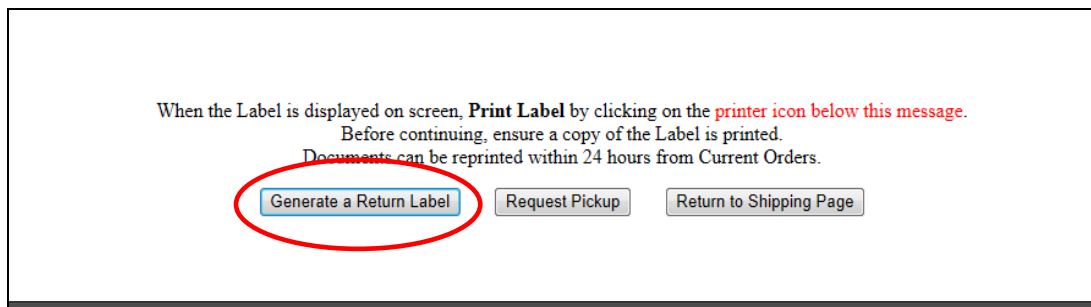 When the Label is displayed on screen, Print Label by clicking on the printer icon below this message.
Before continuing, ensure a copy of the Label is printed.
Documents can be reprinted within 24 hours from Current Orders.
Generate a Return Label Request Pickup Return to Shipping Page